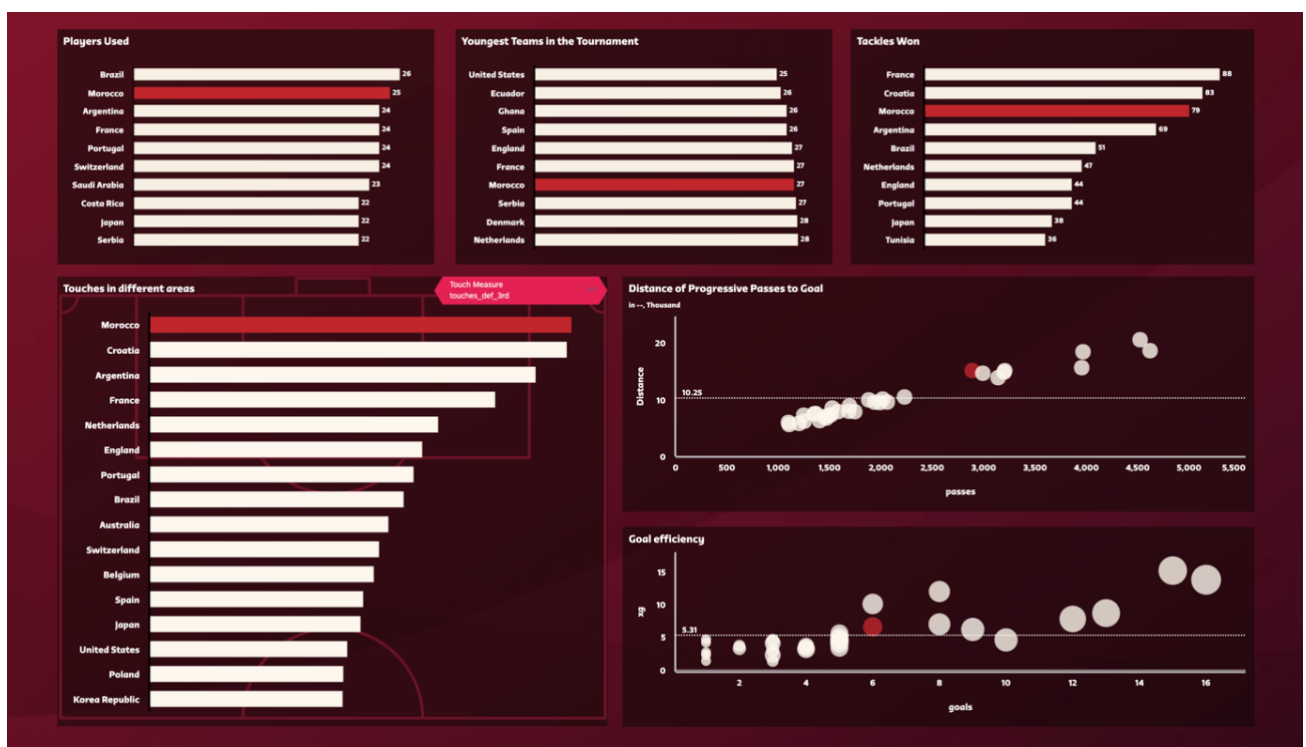 Players Used
Brazil 26
Morocco 25
Argentina 24
France 24
Portugal 24
Switzerland 24
Saudi Arabia 23
Costa Rica 22
Japan 22
Serbia 22
Youngest Teams in the Tournament
United States 25
Ecuador 26
Ghana 26
Spain 26
England 27
France 27
Morocco 27
Serbia 27
Denmark 28
Netherlands 28
Tackles Won
France 88
Croatia 83
Morocco 79
Argentina 69
Brazil 51
Netherlands 47
England 44
Portugal 44
Japan 38
Tunisia 36
Touches in different areas
Touch Measure
touches_def_3rd
Morocco
Croatia
Argentina
France
Netherlands
England
Portugal
Brazil
Australia
Switzerland
Belgium
Spain
Japan
United States
Poland
Korea Republic
Distance of Progressive Passes to Goal
in --, Thousand
Distance
20
10.25
10
0
0 500 1,000 1,500 2,000 2,500 3,000 3,500 4,000 4,500 5,000 5,500
passes
Goal efficiency
xg
15
10
5.31
5
0
2 4 6 8 10 12 14 16
goals